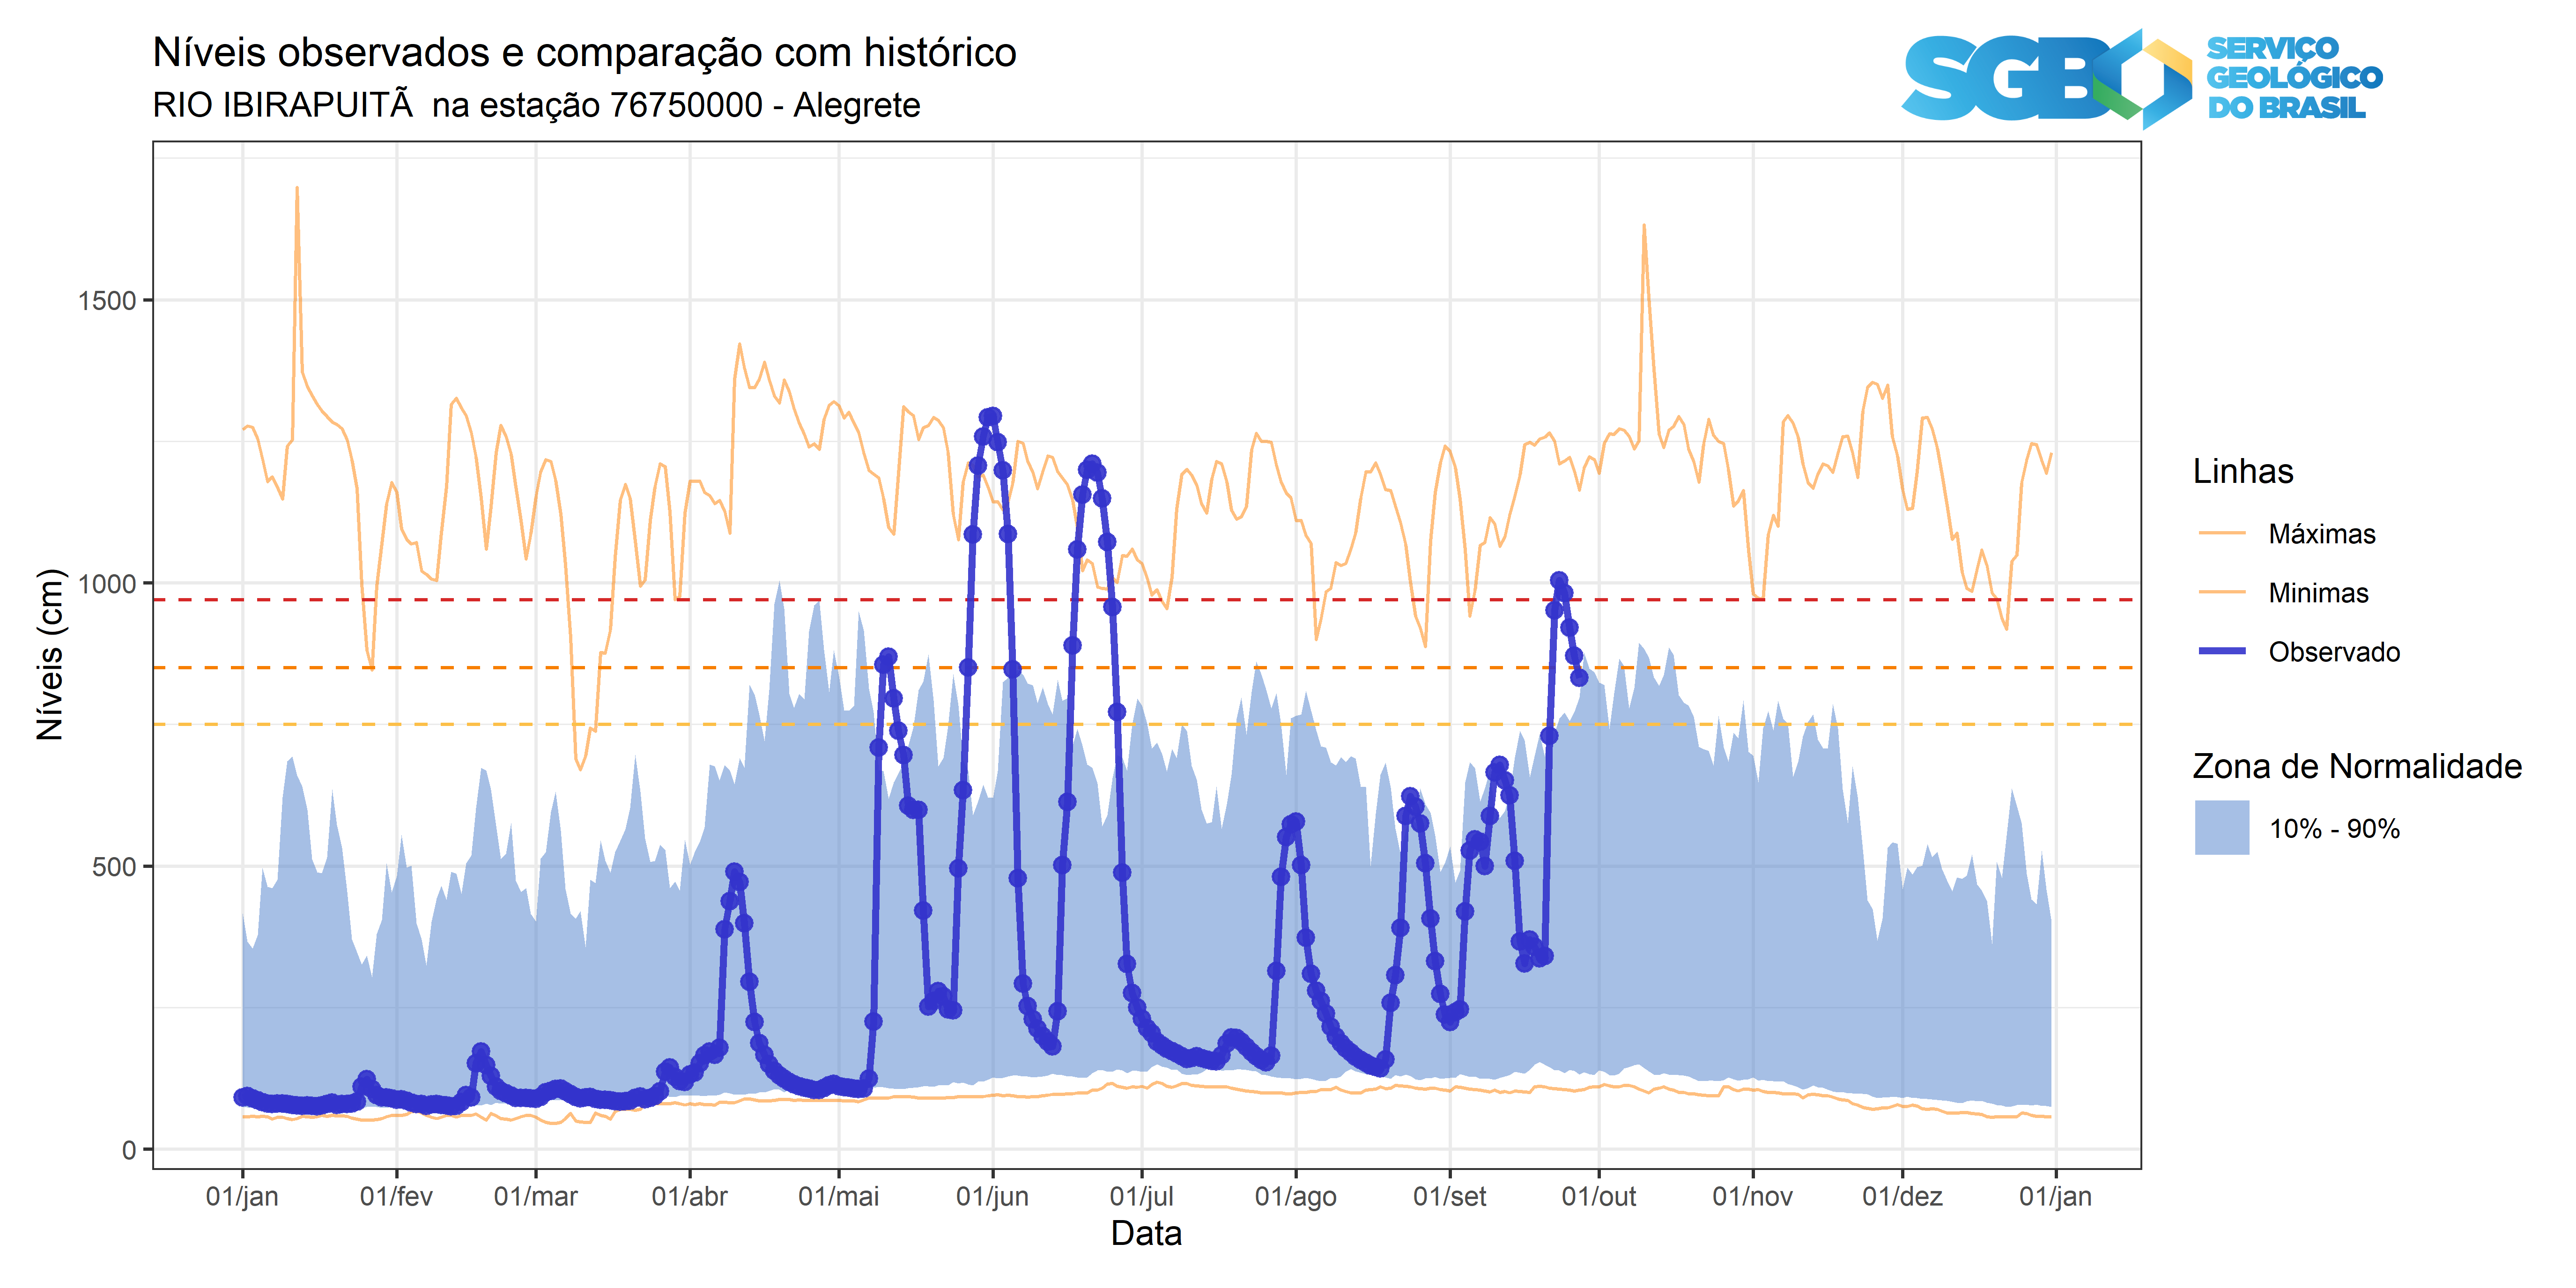 Níveis observados e comparação com histórico
RIO IBIRAPUITÃ  na estação 76750000 - Alegrete
SGB
SERVIÇO
GEOLÓGICO
DO BRASIL
Níveis (cm)
1500
1000
500
0
01/jan
01/fev
01/mar
01/abr
01/mai
01/jun
01/jul
01/ago
01/set
01/out
01/nov
01/dez
01/jan
Data
Linhas
Máximas
Minimas
Observado
Zona de Normalidade
10% - 90%